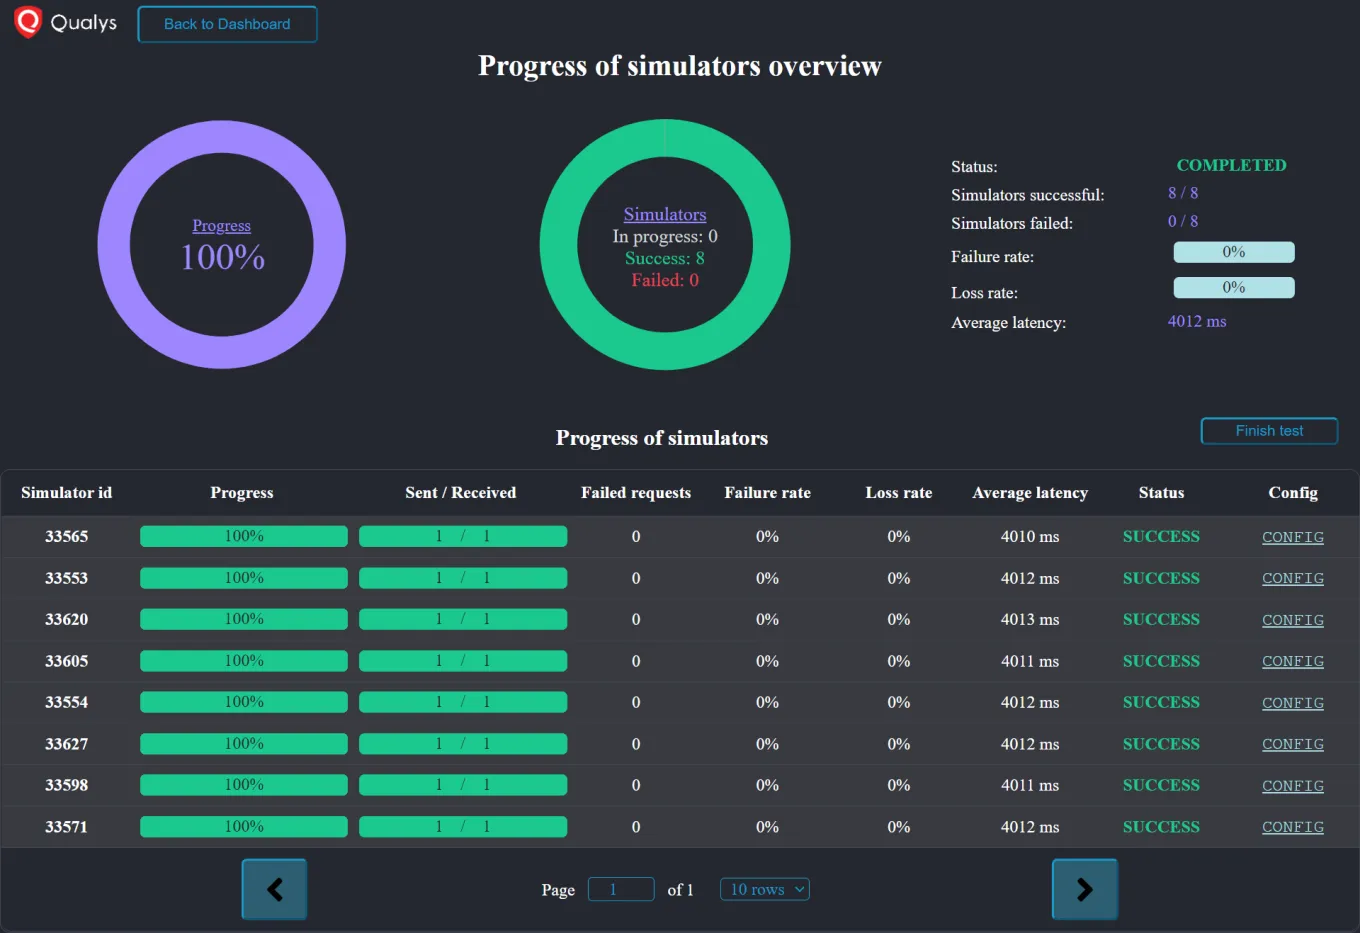 Qualys
Back to Dashboard
Progress of simulators overview
Progress
100%
Simulators
In progress: 0
Success: 8
Failed: 0
Status: COMPLETED
Simulators successful: 8 / 8
Simulators failed: 0 / 8
Failure rate: 0%
Loss rate: 0%
Average latency: 4012 ms
Progress of simulators
Finish test
Simulator id Progress Sent / Received Failed requests Failure rate Loss rate Average latency Status Config
33565 100% 1 / 1 0 0% 0% 4010 ms SUCCESS CONFIG
33553 100% 1 / 1 0 0% 0% 4012 ms SUCCESS CONFIG
33620 100% 1 / 1 0 0% 0% 4013 ms SUCCESS CONFIG
33605 100% 1 / 1 0 0% 0% 4011 ms SUCCESS CONFIG
33554 100% 1 / 1 0 0% 0% 4012 ms SUCCESS CONFIG
33627 100% 1 / 1 0 0% 0% 4012 ms SUCCESS CONFIG
33598 100% 1 / 1 0 0% 0% 4011 ms SUCCESS CONFIG
33571 100% 1 / 1 0 0% 0% 4012 ms SUCCESS CONFIG
Page 1 of 1 10 rows